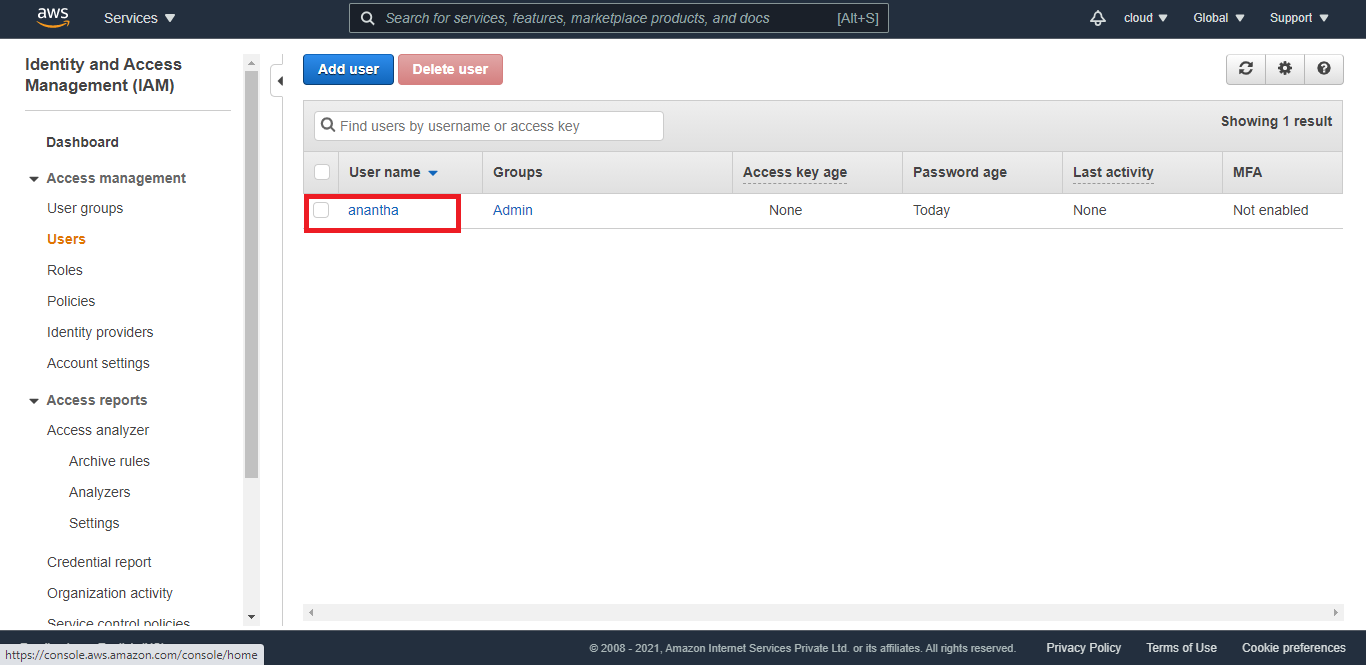 aws
Services
Search for services, features, marketplace products, and docs
[Alt+S]
cloud
Global
Support
Identity and Access
Management (IAM)
Dashboard
Access management
User groups
Users
Roles
Policies
Identity providers
Account settings
Access reports
Access analyzer
Archive rules
Analyzers
Settings
Credential report
Organization activity
Service control policies
Add user
Delete user
Find users by username or access key
Showing 1 result
User name
Groups
Access key age
Password age
Last activity
MFA
anantha
Admin
None
Today
None
Not enabled
© 2008 - 2021, Amazon Internet Services Private Ltd. or its affiliates. All rights reserved.
Privacy Policy
Terms of Use
Cookie preferences
https://console.aws.amazon.com/console/home